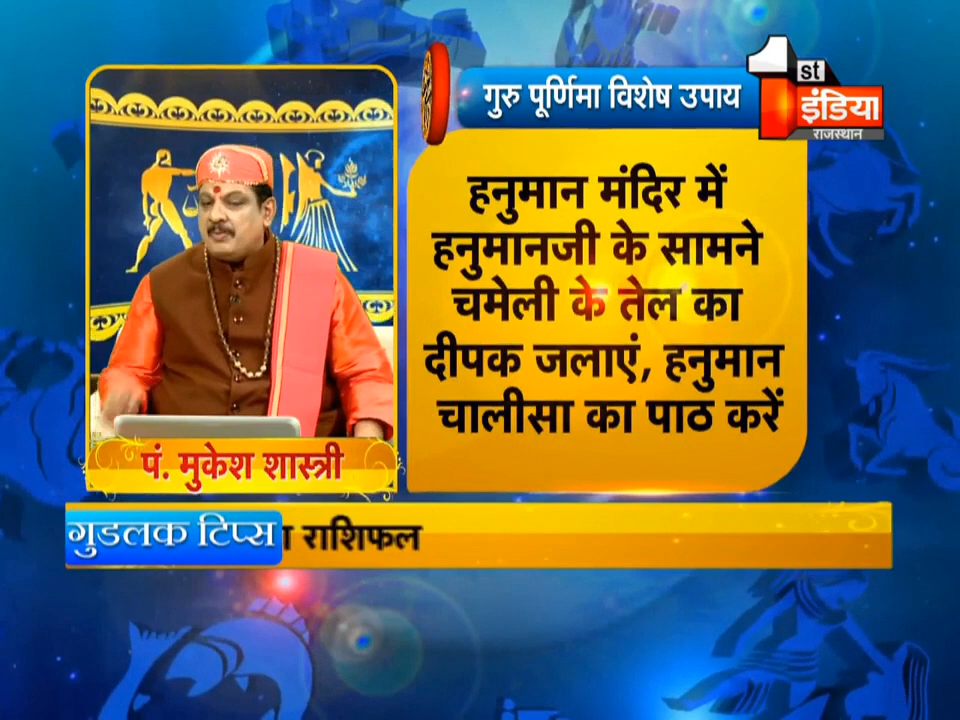 गुरु पूर्णिमा विशेष उपाय
1st
इंडिया
राजस्थान
हनुमान मंदिर में
हनुमानजी के सामने
चमेली के तेल का
दीपक जलाएं, हनुमान
चालीसा का पाठ करें
पं. मुकेश शास्त्री
गुडलक टिप्स
राशिफल